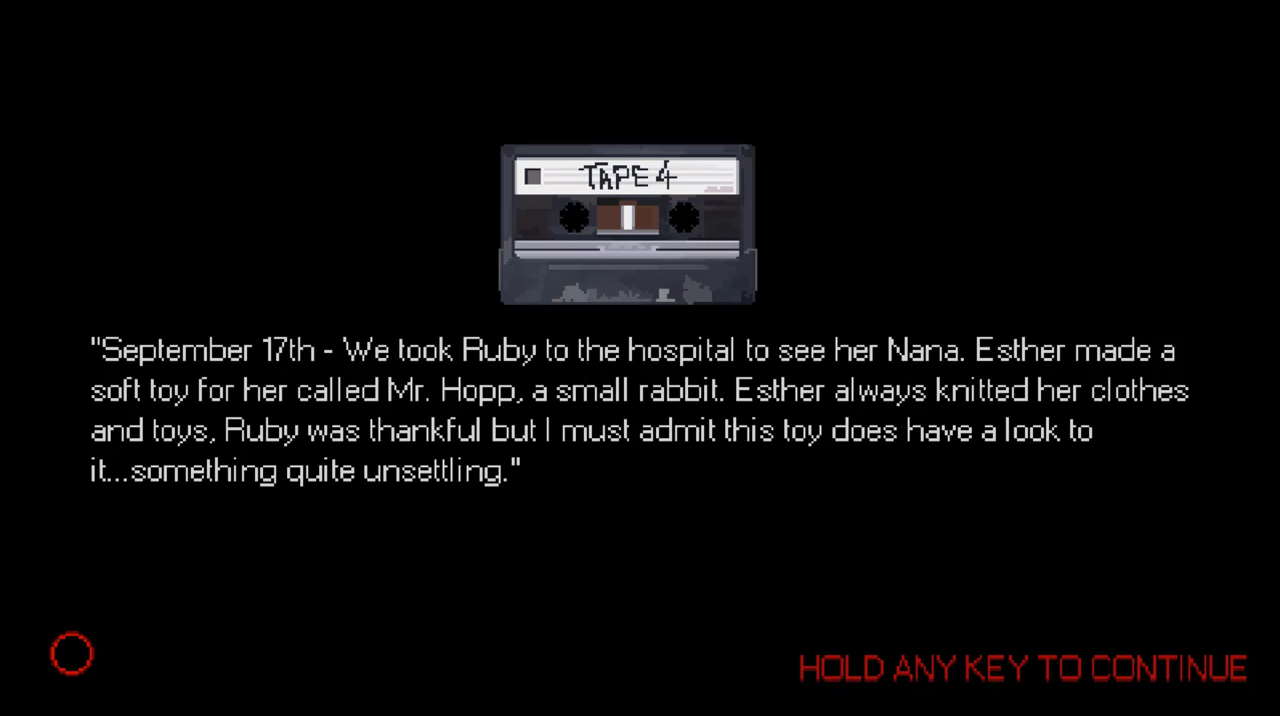 TAPE 4
"September 17th - We took Ruby to the hospital to see her Nana. Esther made a
soft toy for her called Mr. Hopp, a small rabbit. Esther always knitted her clothes
and toys, Ruby was thankful but I must admit this toy does have a look to
it...something quite unsettling."
HOLD ANY KEY TO CONTINUE